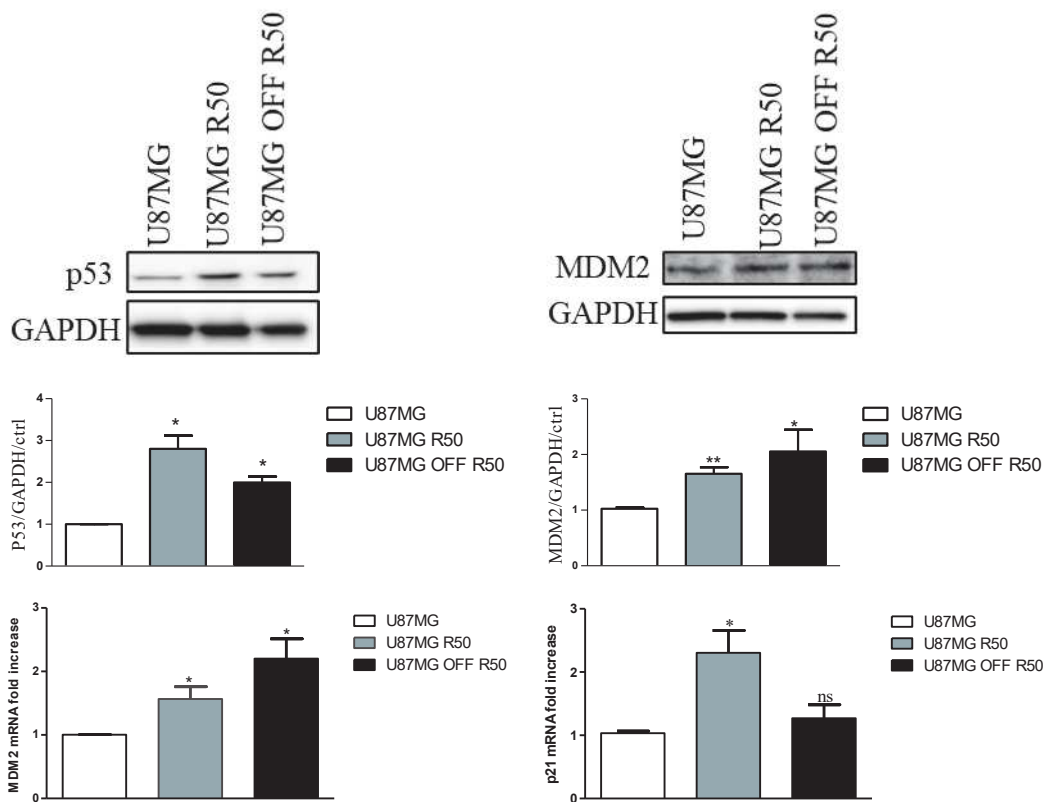 U87MG
U87MG R50
U87MG OFF R50
p53
GAPDH
U87MG
U87MG R50
U87MG OFF R50
MDM2
GAPDH
P53/GAPDH/ctrl
4
3
2
1
0
*
*
U87MG
U87MG R50
U87MG OFF R50
MDM2/GAPDH/ctrl
3
2
1
0
**
*
U87MG
U87MG R50
U87MG OFF R50
MDM2 mRNA fold increase
3
2
1
0
*
*
U87MG
U87MG R50
U87MG OFF R50
p21 mRNA fold increase
3
2
1
0
*
ns
U87MG
U87MG R50
U87MG OFF R50